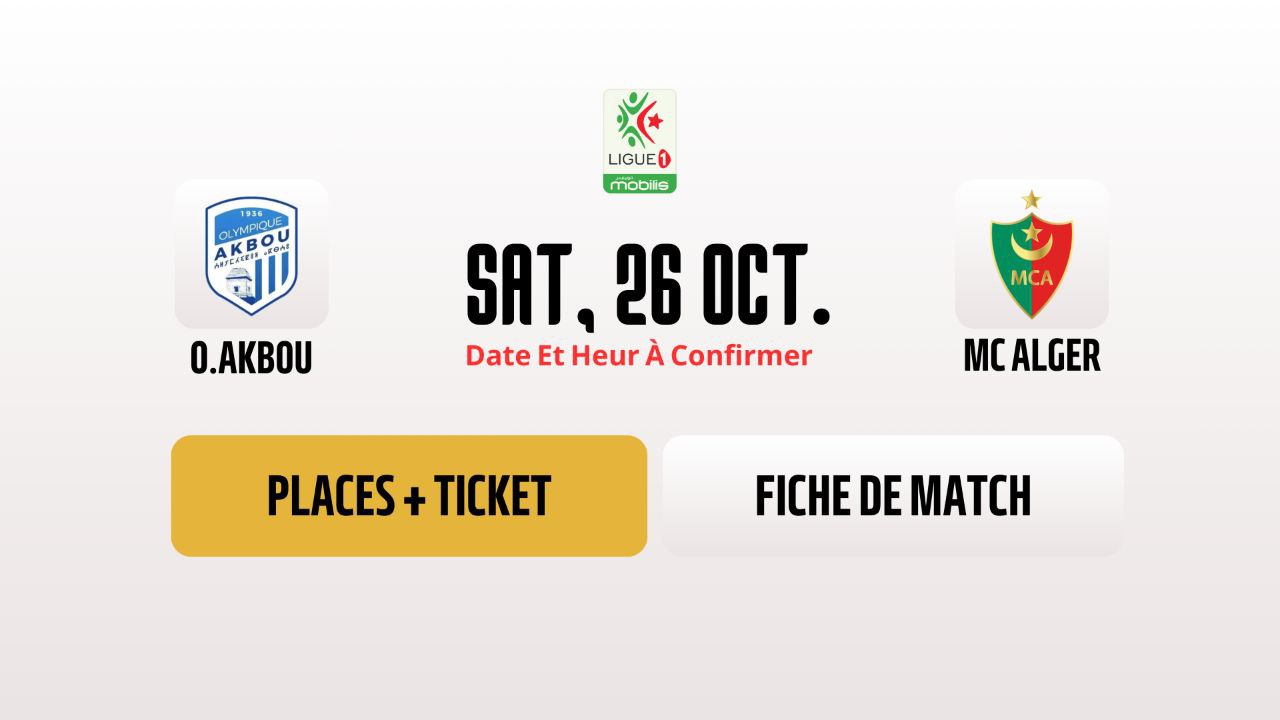 LIGUE 1
mobilis
1936
OLYMPIQUE
AKBOU
MCA
SAT, 26 OCT.
Date Et Heur À Confirmer
O.AKBOU
MC ALGER
PLACES + TICKET
FICHE DE MATCH